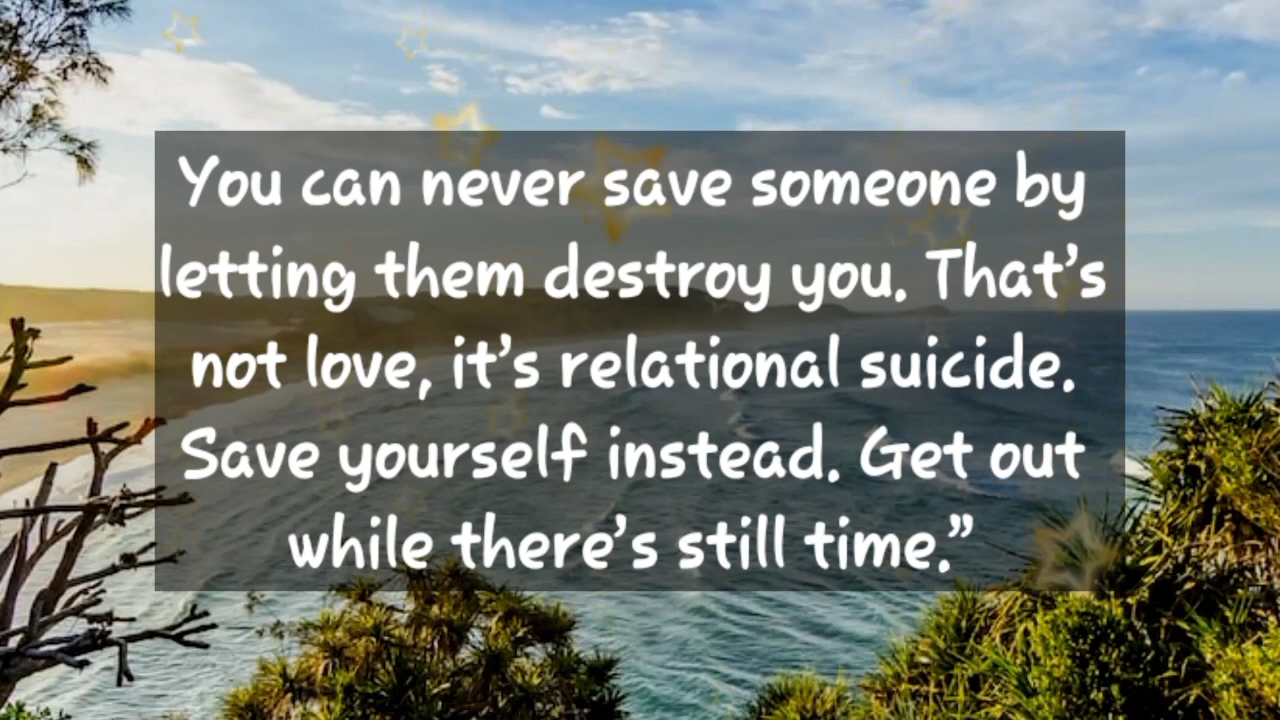 You can never save someone by
letting them destroy you. That’s
not love, it’s relational suicide.
Save yourself instead. Get out
while there’s still time.”